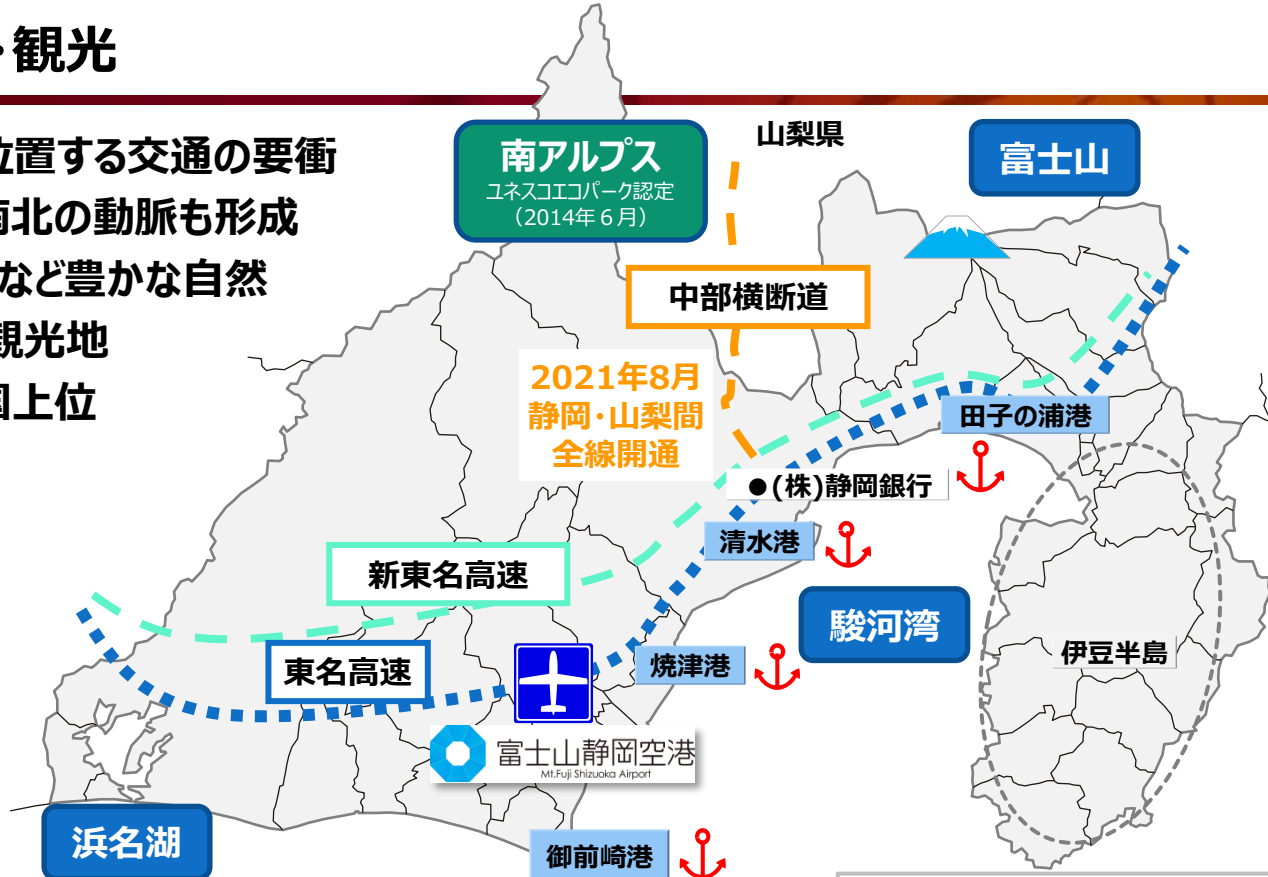 ・観光
位置する交通の要衝
南北の動脈も形成
など豊かな自然
観光地
国上位
南アルプス
ユネスコエコパーク認定
（2014年６月）
山梨県
富士山
中部横断道
2021年8月
静岡・山梨間
全線開通
田子の浦港
●(株)静岡銀行
清水港
新東名高速
駿河湾
伊豆半島
東名高速
焼津港
富士山静岡空港
Mt.Fuji Shizuoka Airport
浜名湖
御前崎港